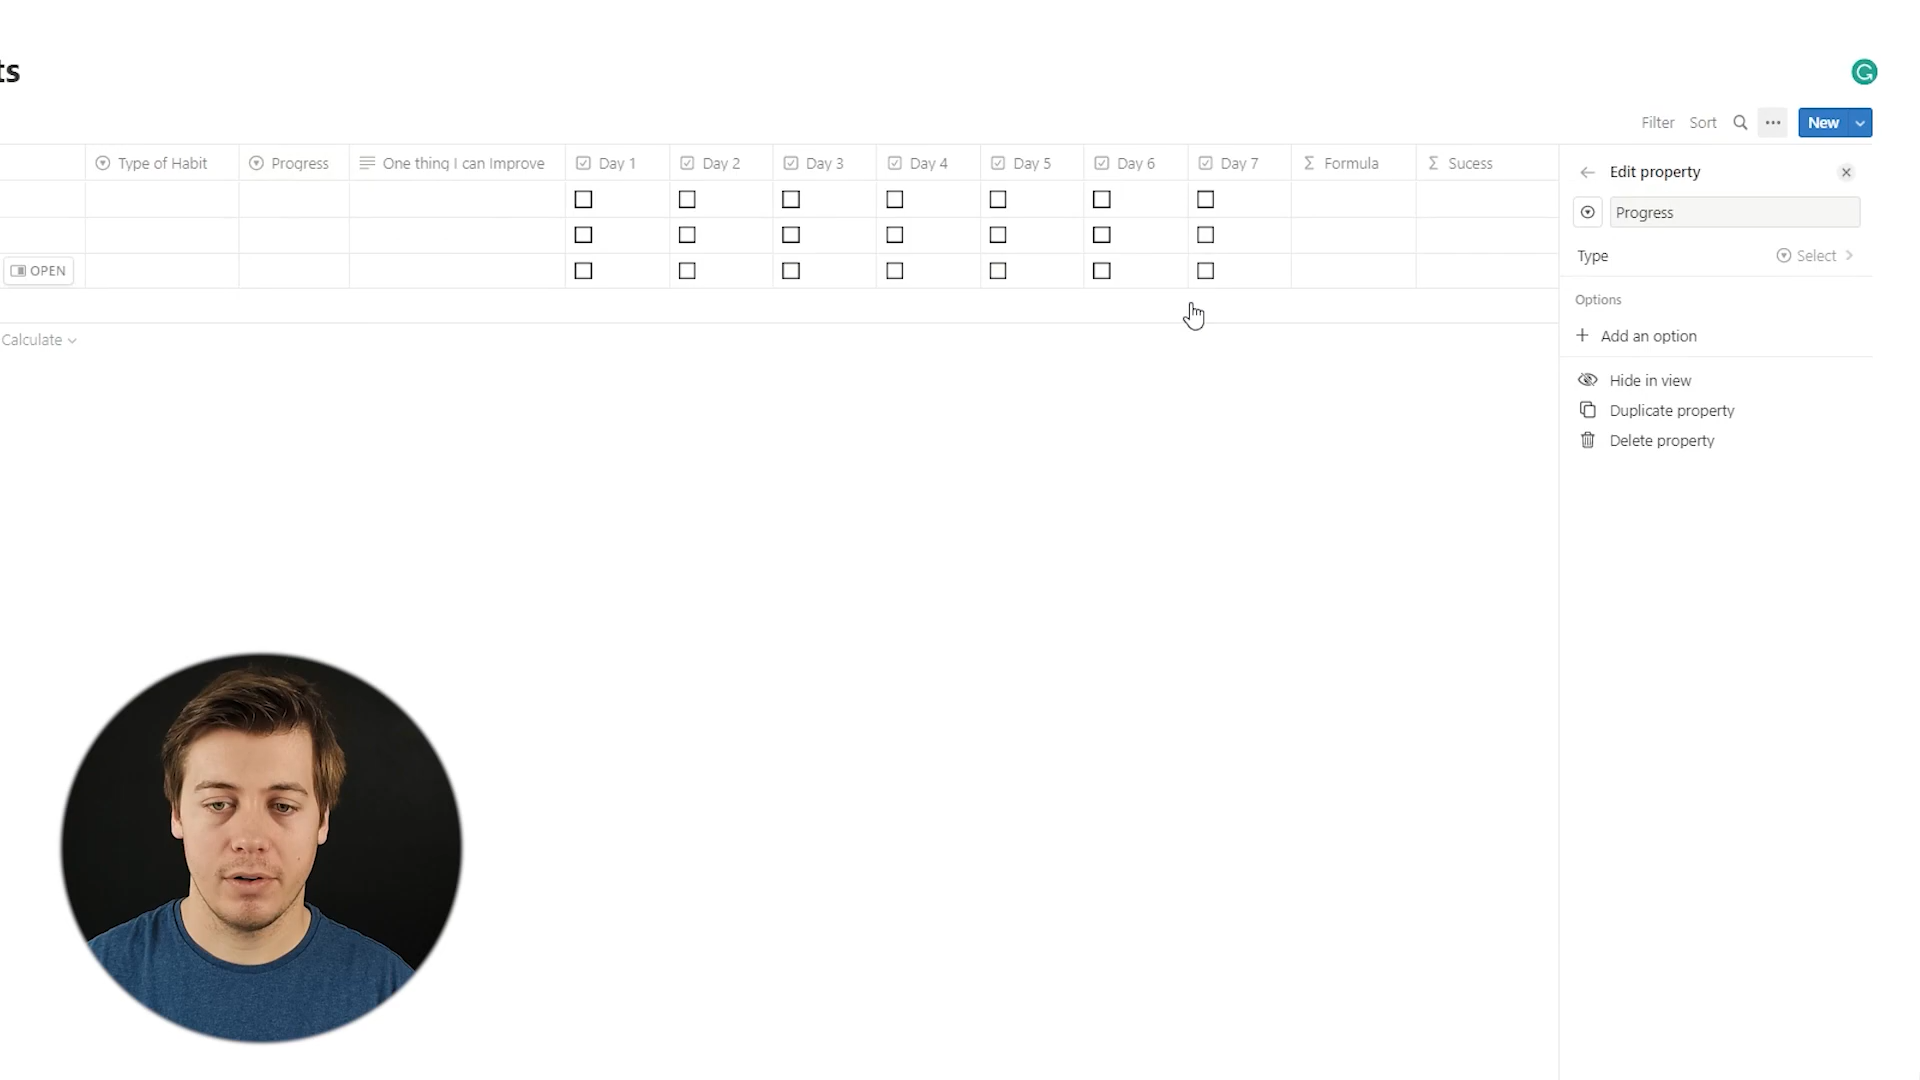 ts
Filter Sort New
Type of Habit Progress One thing I can Improve Day 1 Day 2 Day 3 Day 4 Day 5 Day 6 Day 7 Formula Sucess
OPEN
Calculate
Edit property
Progress
Type Select
Options
Add an option
Hide in view
Duplicate property
Delete property